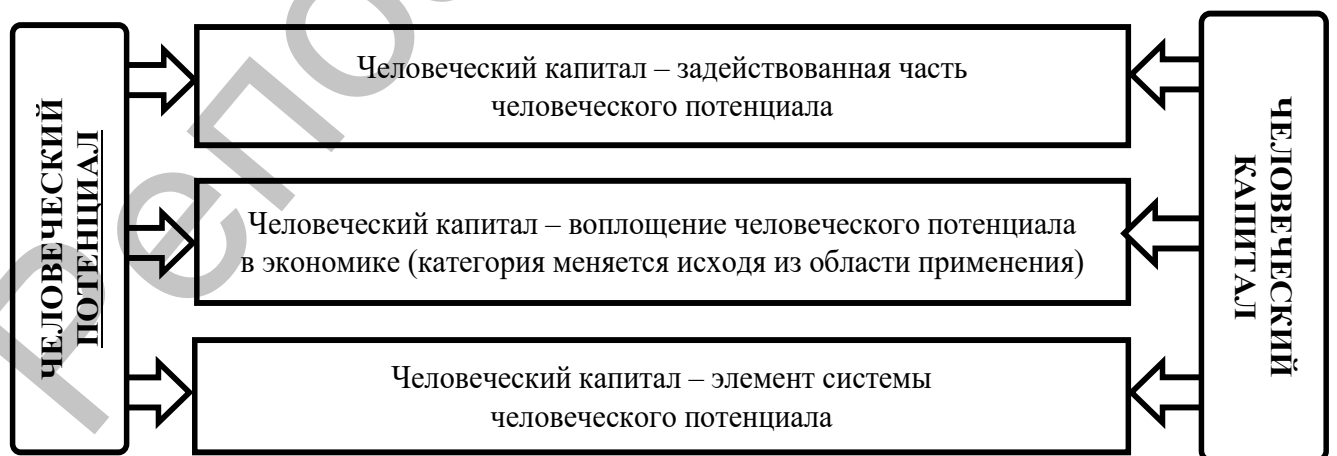 ЧЕЛОВЕЧЕСКИЙ
ПОТЕНЦИАЛ
Человеческий капитал – задействованная часть
человеческого потенциала
Человеческий капитал – воплощение человеческого потенциала
в экономике (категория меняется исходя из области применения)
Человеческий капитал – элемент системы
человеческого потенциала
ЧЕЛОВЕЧЕСКИЙ
КАПИТАЛ